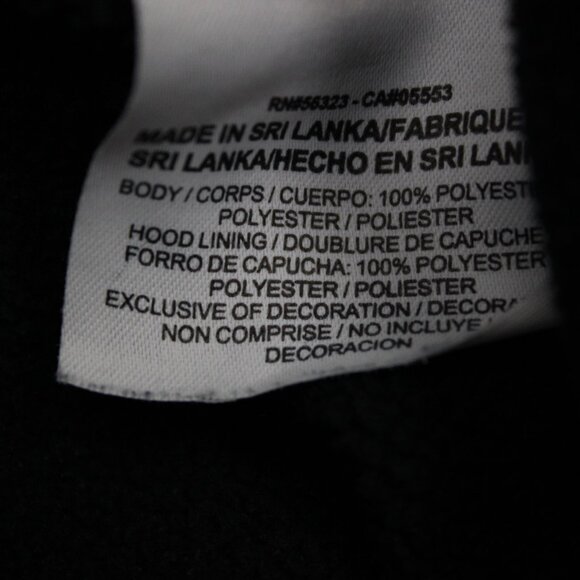 RN#56323 - CA#05553
MADE IN SRI LANKA/FABRIQUE
SRI LANKA/HECHO EN SRI LAN
BODY / CORPS / CUERPO: 100% POLYEST
POLYESTER / POLIESTER
HOOD LINING / DOUBLURE DE CAPUCHE
FORRO DE CAPUCHA: 100% POLYESTER
POLYESTER / POLIESTER
EXCLUSIVE OF DECORATION / DECORA
NON COMPRISE / NO INCLUYE
DECORACION